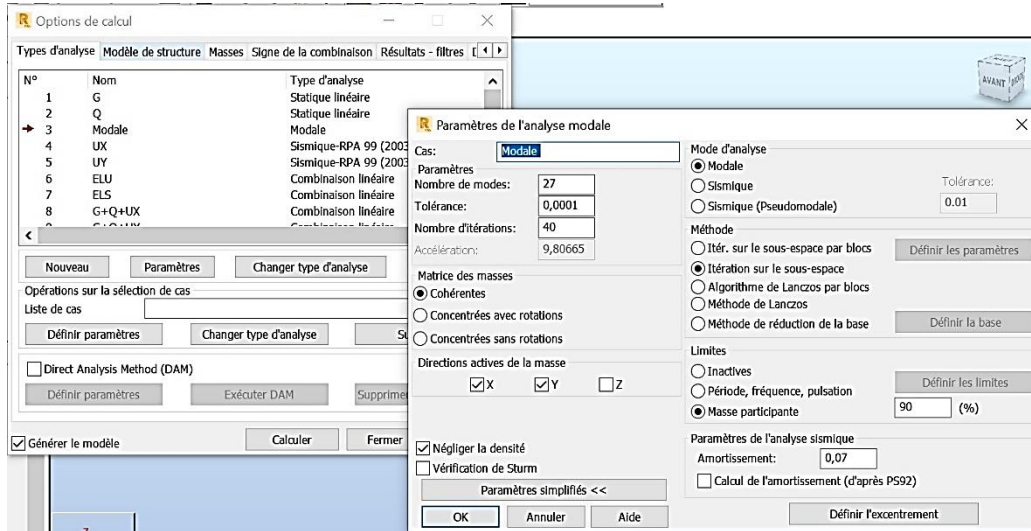 Options de calcul
Types d'analyse Modèle de structure Masses Signe de la combinaison Résultats - filtres
N° Nom Type d'analyse
1 G Statique linéaire
2 Q Statique linéaire
3 Modale Modale
4 UX Sismique-RPA 99 (2003
5 UY Sismique-RPA 99 (2003
6 ELU Combinaison linéaire
7 ELS Combinaison linéaire
8 G+Q+UX Combinaison linéaire
Nouveau Paramètres Changer type d'analyse
Opérations sur la sélection de cas
Liste de cas
Définir paramètres Changer type d'analyse
Direct Analysis Method (DAM)
Définir paramètres Exécuter DAM Supprimer
Générer le modèle Calculer Fermer
AVANT
Paramètres de l'analyse modale
Cas: Modale
Paramètres
Nombre de modes: 27
Tolérance: 0,0001
Nombre d'itérations: 40
Accélération: 9,80665
Matrice des masses
Cohérentes
Concentrées avec rotations
Concentrées sans rotations
Directions actives de la masse
X Y Z
Négliger la densité
Vérification de Sturm
Paramètres simplifiés <<
OK Annuler Aide
Mode d'analyse
Modale
Sismique Tolérance:
Sismique (Pseudomodale) 0.01
Méthode
Itér. sur le sous-espace par blocs Définir les paramètres
Itération sur le sous-espace
Algorithme de Lanczos par blocs
Méthode de Lanczos
Méthode de réduction de la base Définir la base
Limites
Inactives
Période, fréquence, pulsation Définir les limites
Masse participante 90 (%)
Paramètres de l'analyse sismique
Amortissement: 0,07
Calcul de l'amortissement (d'après PS92)
Définir l'excentrement